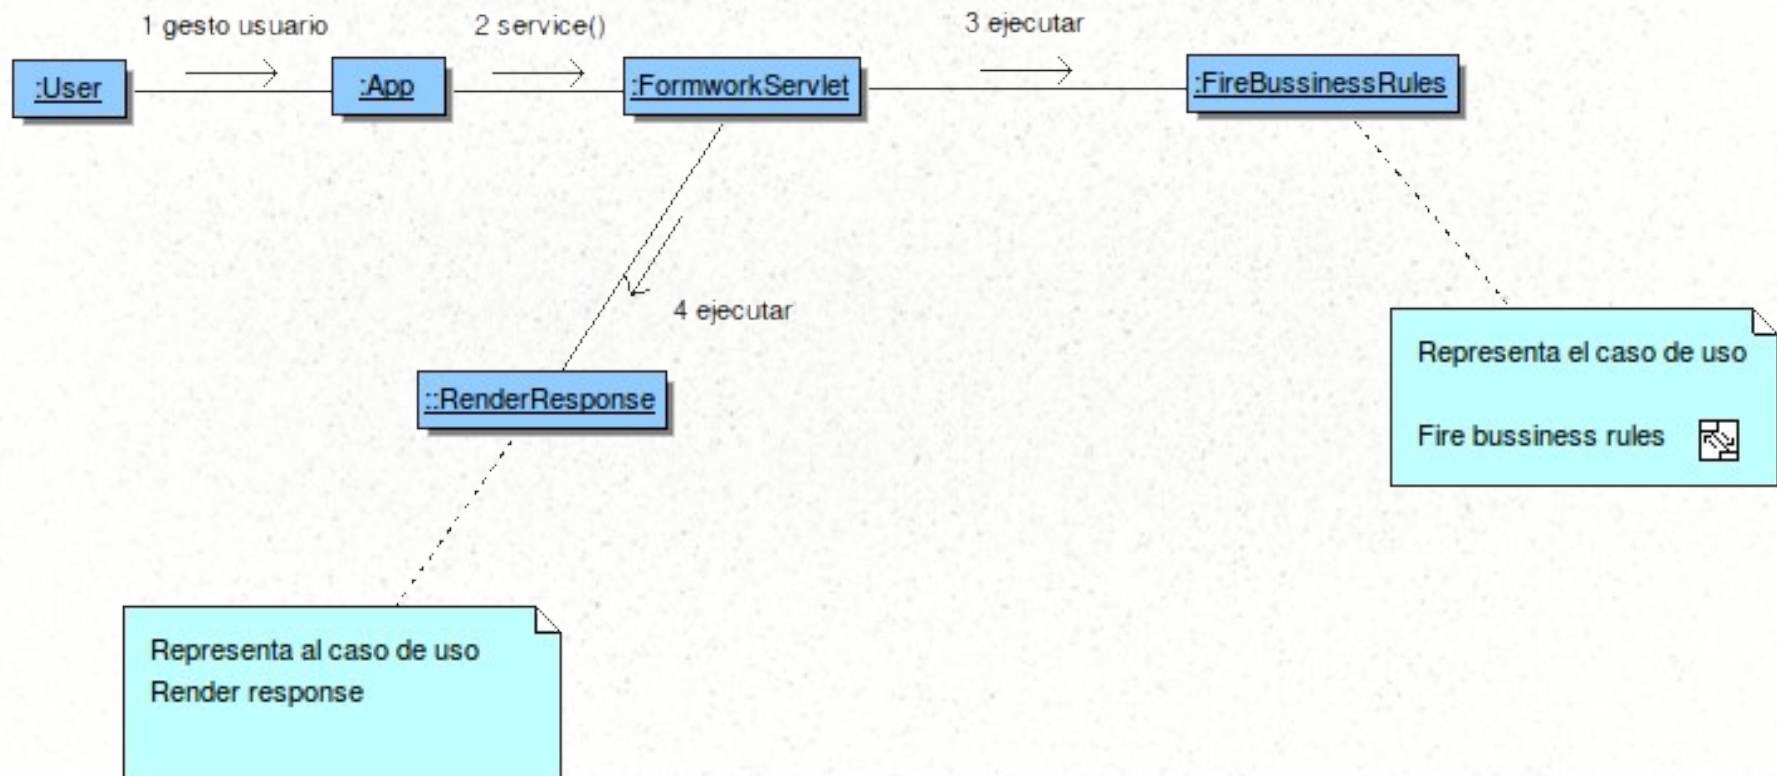 1 gesto usuario
2 service()
3 ejecutar
:User
:App
:FormworkServlet
:FireBussinessRules
4 ejecutar
::RenderResponse
Representa el caso de uso
Fire bussiness rules
Representa al caso de uso
Render response